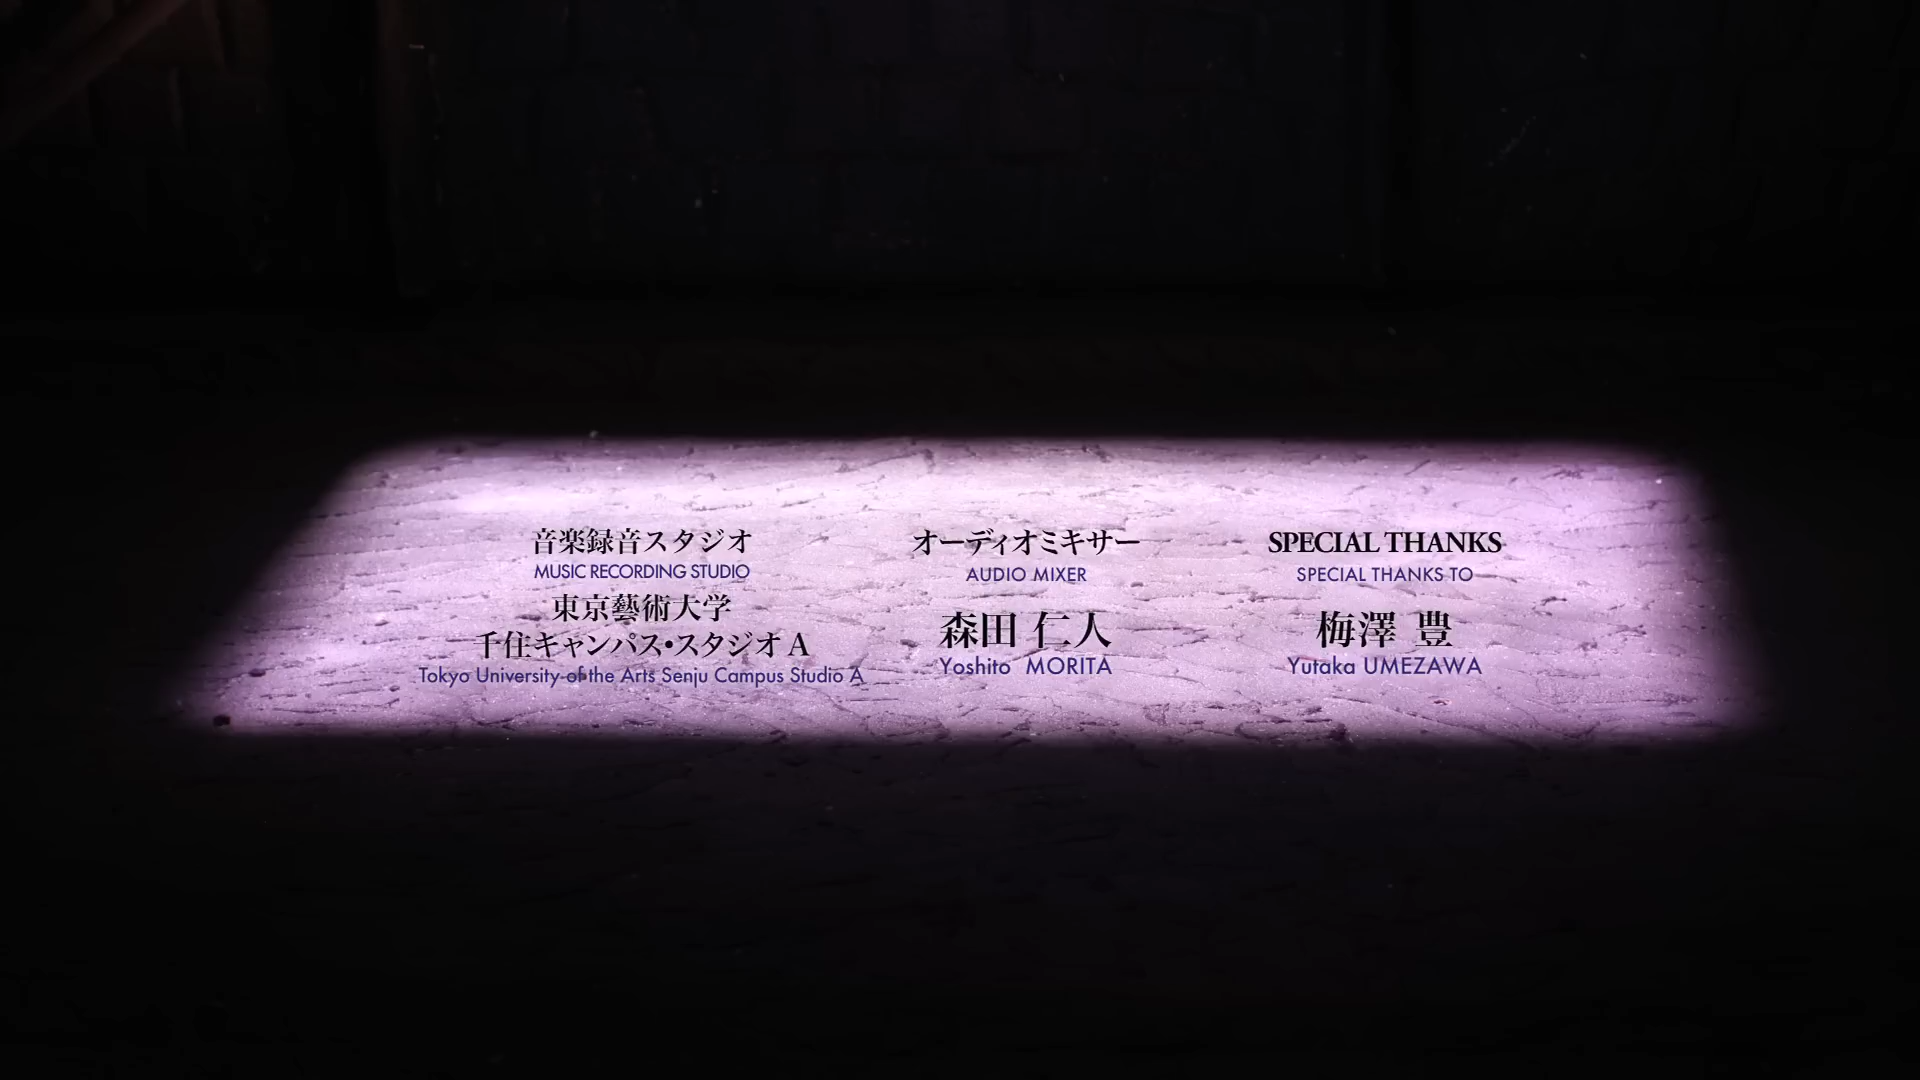 音楽録音スタジオ
MUSIC RECORDING STUDIO
東京藝術大学
千住キャンパス・スタジオ A
Tokyo University of the Arts Senju Campus Studio A
オーディオミキサー
AUDIO MIXER
森田 仁人
Yoshito MORITA
SPECIAL THANKS
SPECIAL THANKS TO
梅澤 豊
Yutaka UMEZAWA